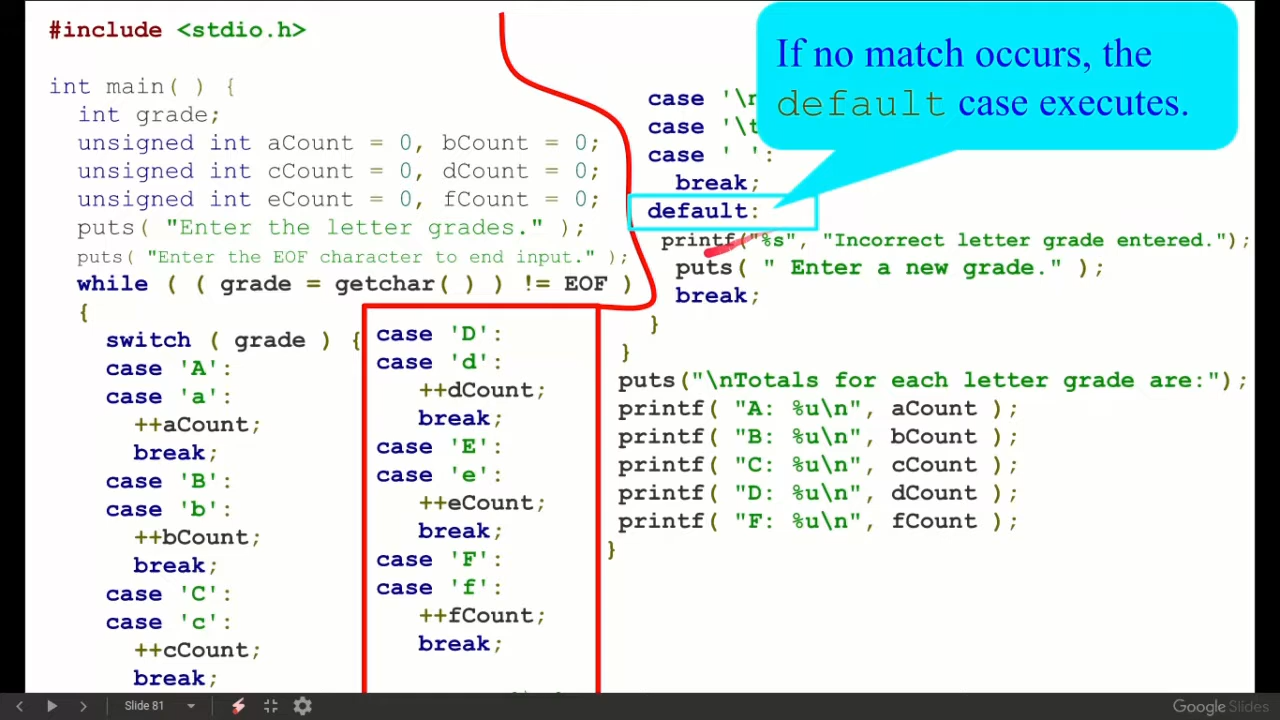 #include <stdio.h>
int main( ) {
int grade;
unsigned int aCount = 0, bCount = 0;
unsigned int cCount = 0, dCount = 0;
unsigned int eCount = 0, fCount = 0;
puts( "Enter the letter grades." );
puts( "Enter the EOF character to end input." );
while ( ( grade = getchar( ) ) != EOF )
{
switch ( grade ) {
case 'A':
case 'a':
++aCount;
break;
case 'B':
case 'b':
++bCount;
break;
case 'C':
case 'c':
++cCount;
break;
case 'D':
case 'd':
++dCount;
break;
case 'E':
case 'e':
++eCount;
break;
case 'F':
case 'f':
++fCount;
break;
If no match occurs, the
default case executes.
case '\n
case '\t
case ' ':
break;
default:
printf("%s", "Incorrect letter grade entered.");
puts( " Enter a new grade." );
break;
}
}
puts("\nTotals for each letter grade are:");
printf( "A: %u\n", aCount );
printf( "B: %u\n", bCount );
printf( "C: %u\n", cCount );
printf( "D: %u\n", dCount );
printf( "F: %u\n", fCount );
}
Slide 81
Google Slides